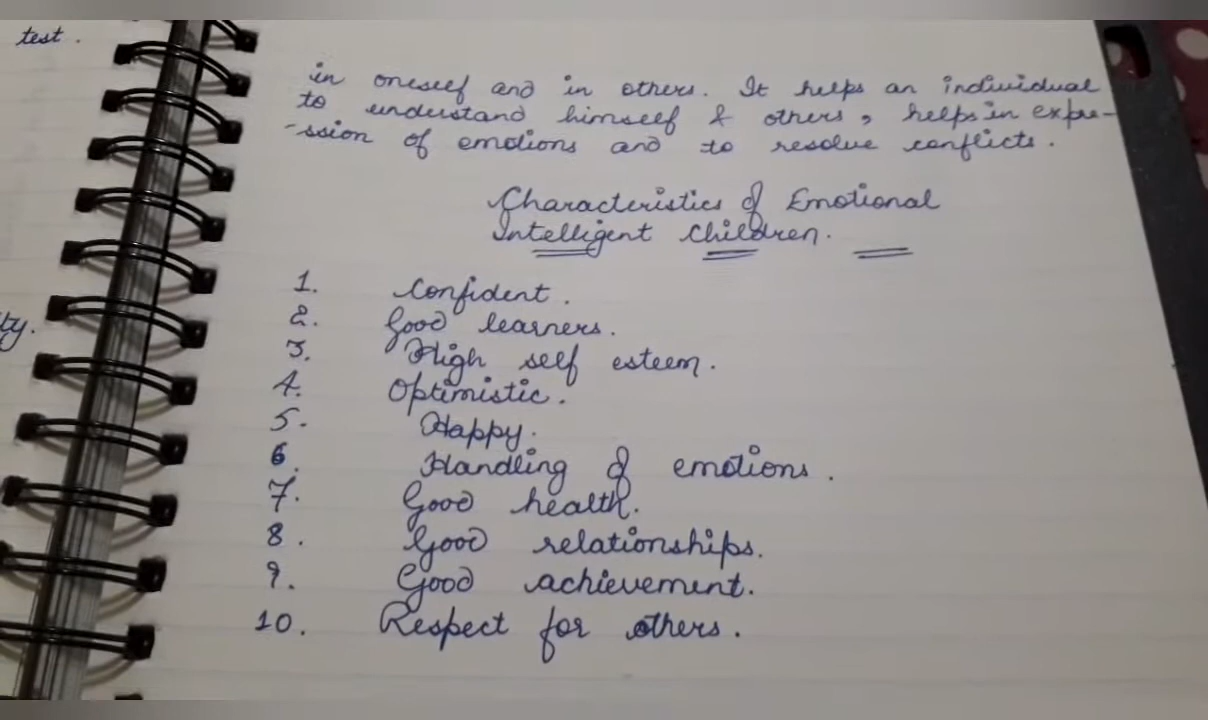 test.
ty.
in oneself and in others. It helps an individual
to understand himself & others, helps in expre-
-ssion of emotions and to resolve conflicts.
Characteristics of Emotional
Intelligent Children.
1. Confident.
2. Good learners.
3. High self esteem.
4. Optimistic.
5. Happy.
6. Handling of emotions.
7. Good health.
8. Good relationships.
9. Good achievement.
10. Respect for others.